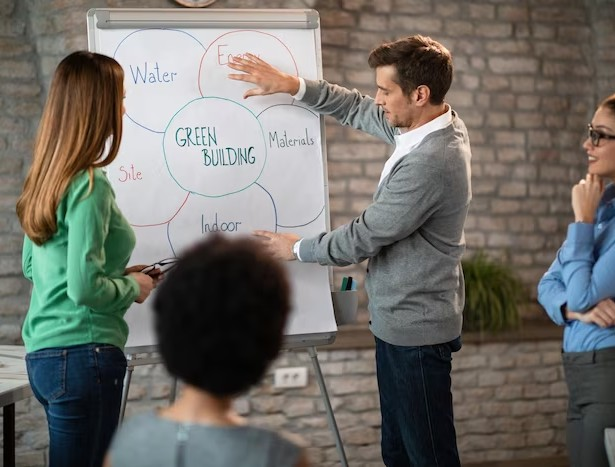 Water
GREEN
BUILDING
Materials
Site
Indoor